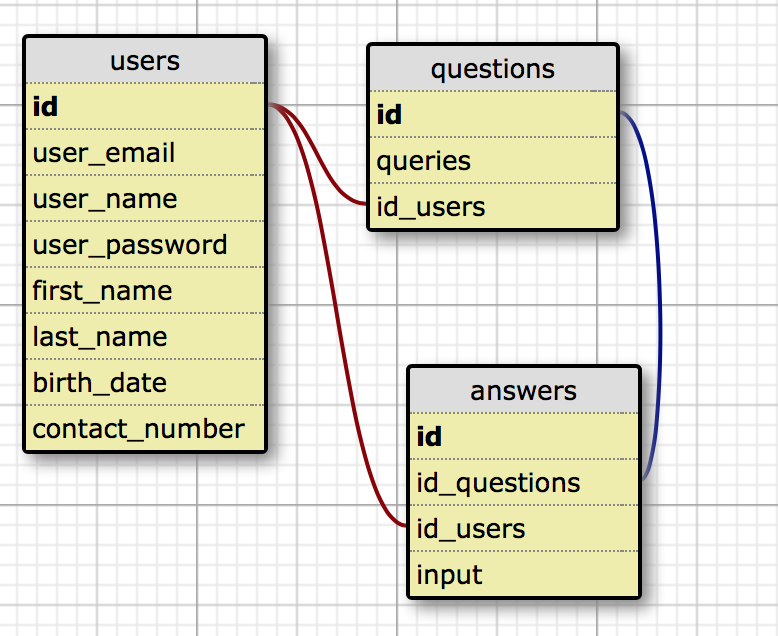 users
id
user_email
user_name
user_password
first_name
last_name
birth_date
contact_number
questions
id
queries
id_users
answers
id
id_questions
id_users
input